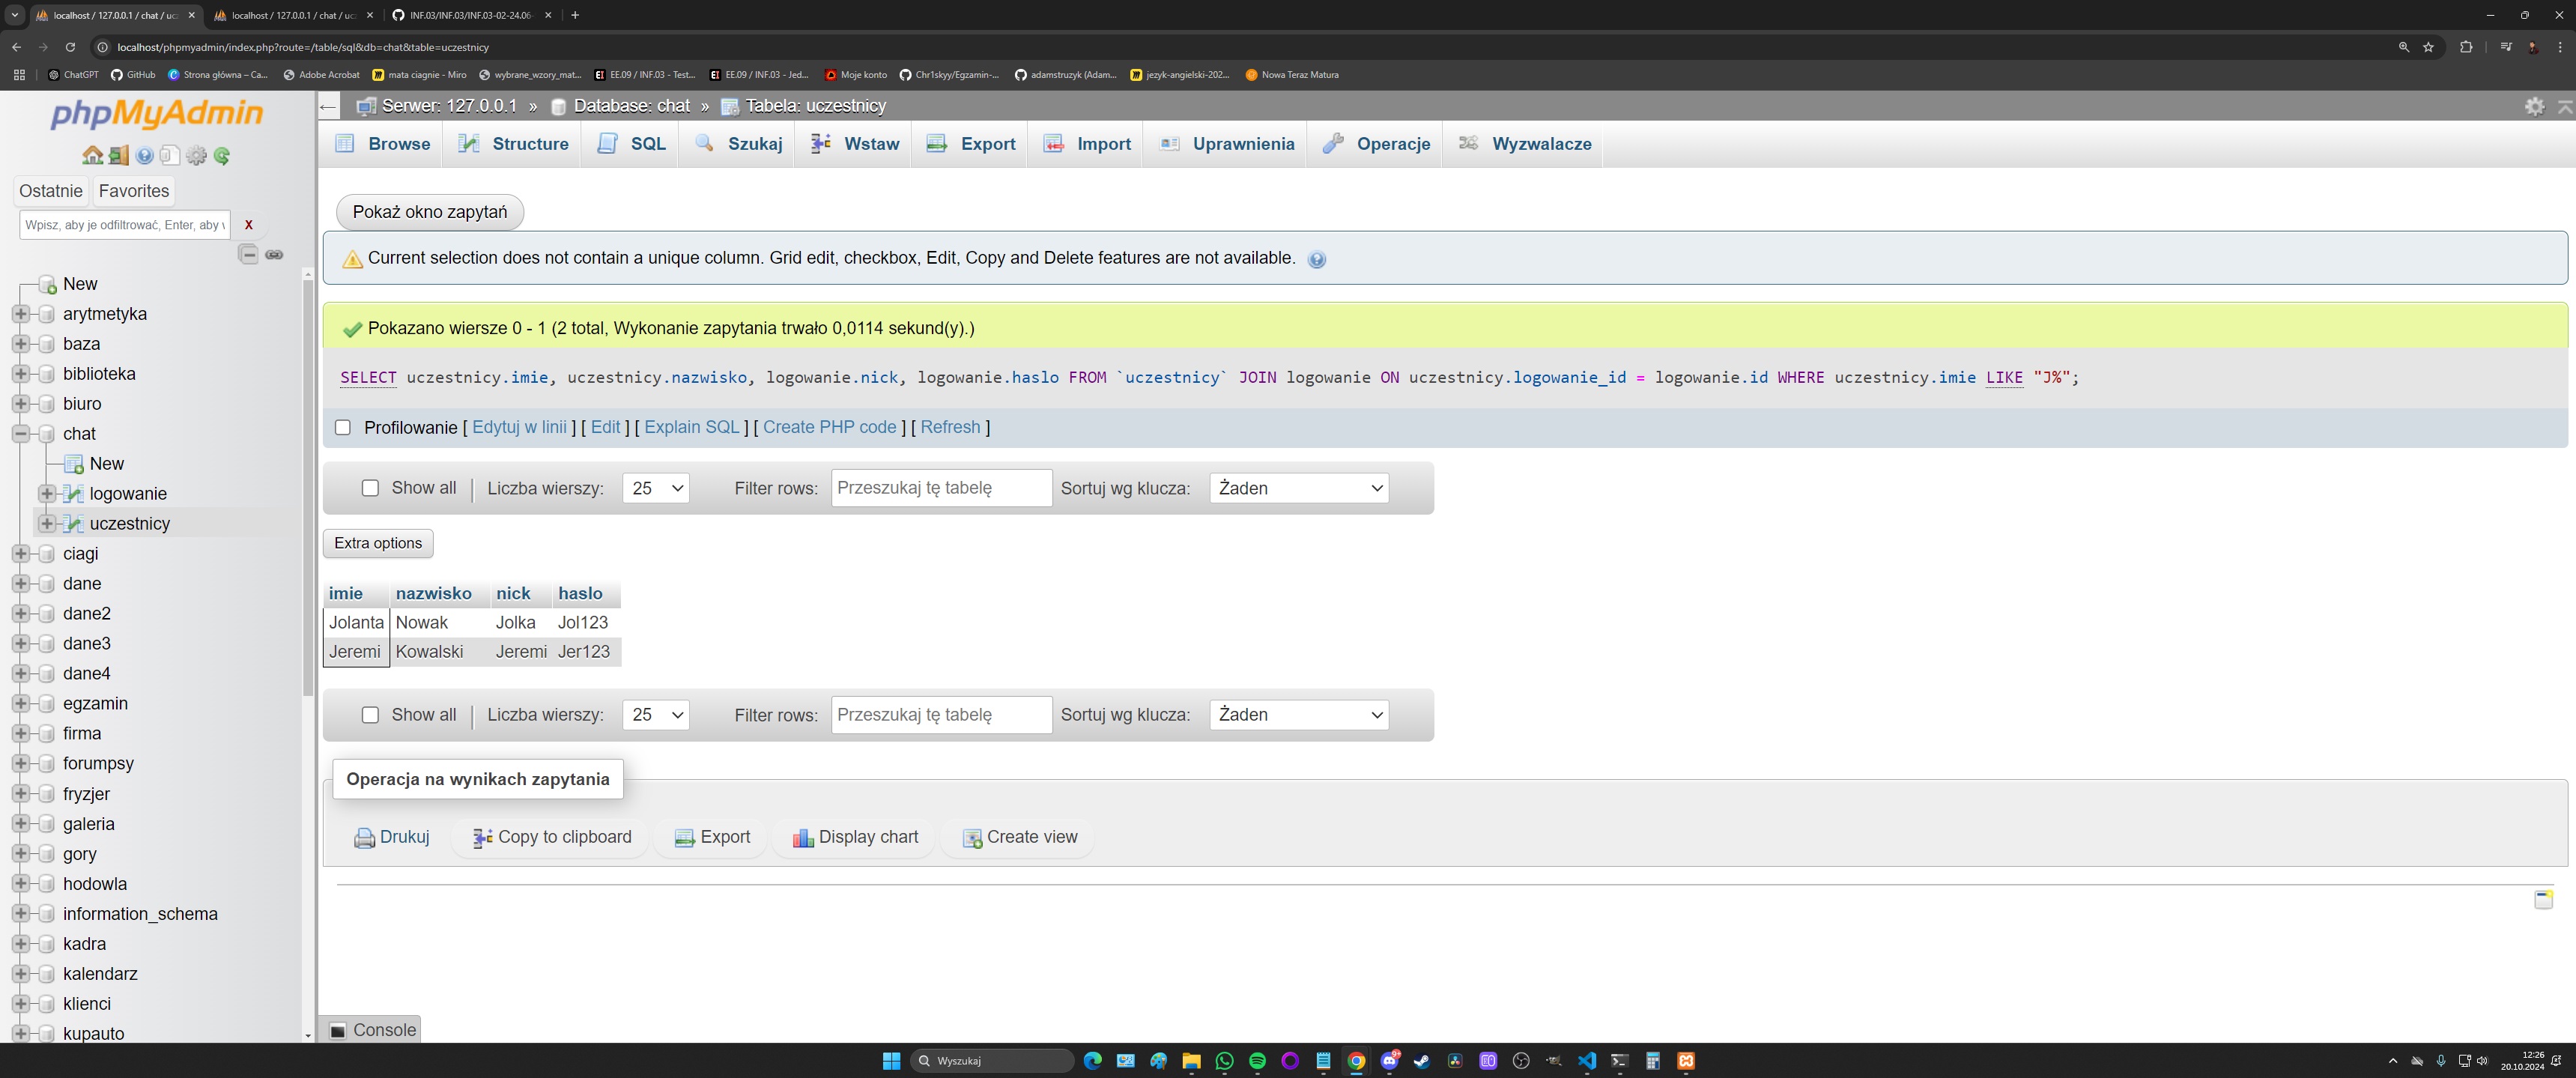 localhost / 127.0.0.1 / chat / uc
localhost / 127.0.0.1 / chat / uc
INF.03/INF.03/INF.03-02-24.06-
localhost/phpmyadmin/index.php?route=/table/sql&db=chat&table=uczestnicy
ChatGPT
GitHub
Strona główna – Ca...
Adobe Acrobat
mata ciagnie - Miro
wybrane_wzory_mat...
EE.09 / INF.03 - Test...
EE.09 / INF.03 - Jed...
Moje konto
Chr1skyy/Egzamin-...
adamstruzyk (Adam...
jezyk-angielski-202...
Nowa Teraz Matura
phpMyAdmin
Serwer: 127.0.0.1 » Database: chat » Tabela: uczestnicy
Browse
Structure
SQL
Szukaj
Wstaw
Export
Import
Uprawnienia
Operacje
Wyzwalacze
Ostatnie
Favorites
Wpisz, aby je odfiltrować, Enter, aby
X
New
arytmetyka
baza
biblioteka
biuro
chat
New
logowanie
uczestnicy
ciagi
dane
dane2
dane3
dane4
egzamin
firma
forumpsy
fryzjer
galeria
gory
hodowla
information_schema
kadra
kalendarz
klienci
kupauto
Pokaż okno zapytań
Current selection does not contain a unique column. Grid edit, checkbox, Edit, Copy and Delete features are not available.
Pokazano wiersze 0 - 1 (2 total, Wykonanie zapytania trwało 0,0114 sekund(y).)
SELECT uczestnicy.imie, uczestnicy.nazwisko, logowanie.nick, logowanie.haslo FROM `uczestnicy` JOIN logowanie ON uczestnicy.logowanie_id = logowanie.id WHERE uczestnicy.imie LIKE "J%";
Profilowanie [ Edytuj w linii ] [ Edit ] [ Explain SQL ] [ Create PHP code ] [ Refresh ]
Show all | Liczba wierszy: 25 Filter rows: Przeszukaj tę tabelę Sortuj wg klucza: Żaden
Extra options
imie nazwisko nick haslo
Jolanta Nowak Jolka Jol123
Jeremi Kowalski Jeremi Jer123
Show all | Liczba wierszy: 25 Filter rows: Przeszukaj tę tabelę Sortuj wg klucza: Żaden
Operacja na wynikach zapytania
Drukuj
Copy to clipboard
Export
Display chart
Create view
Console
Wyszukaj
12:26
20.10.2024